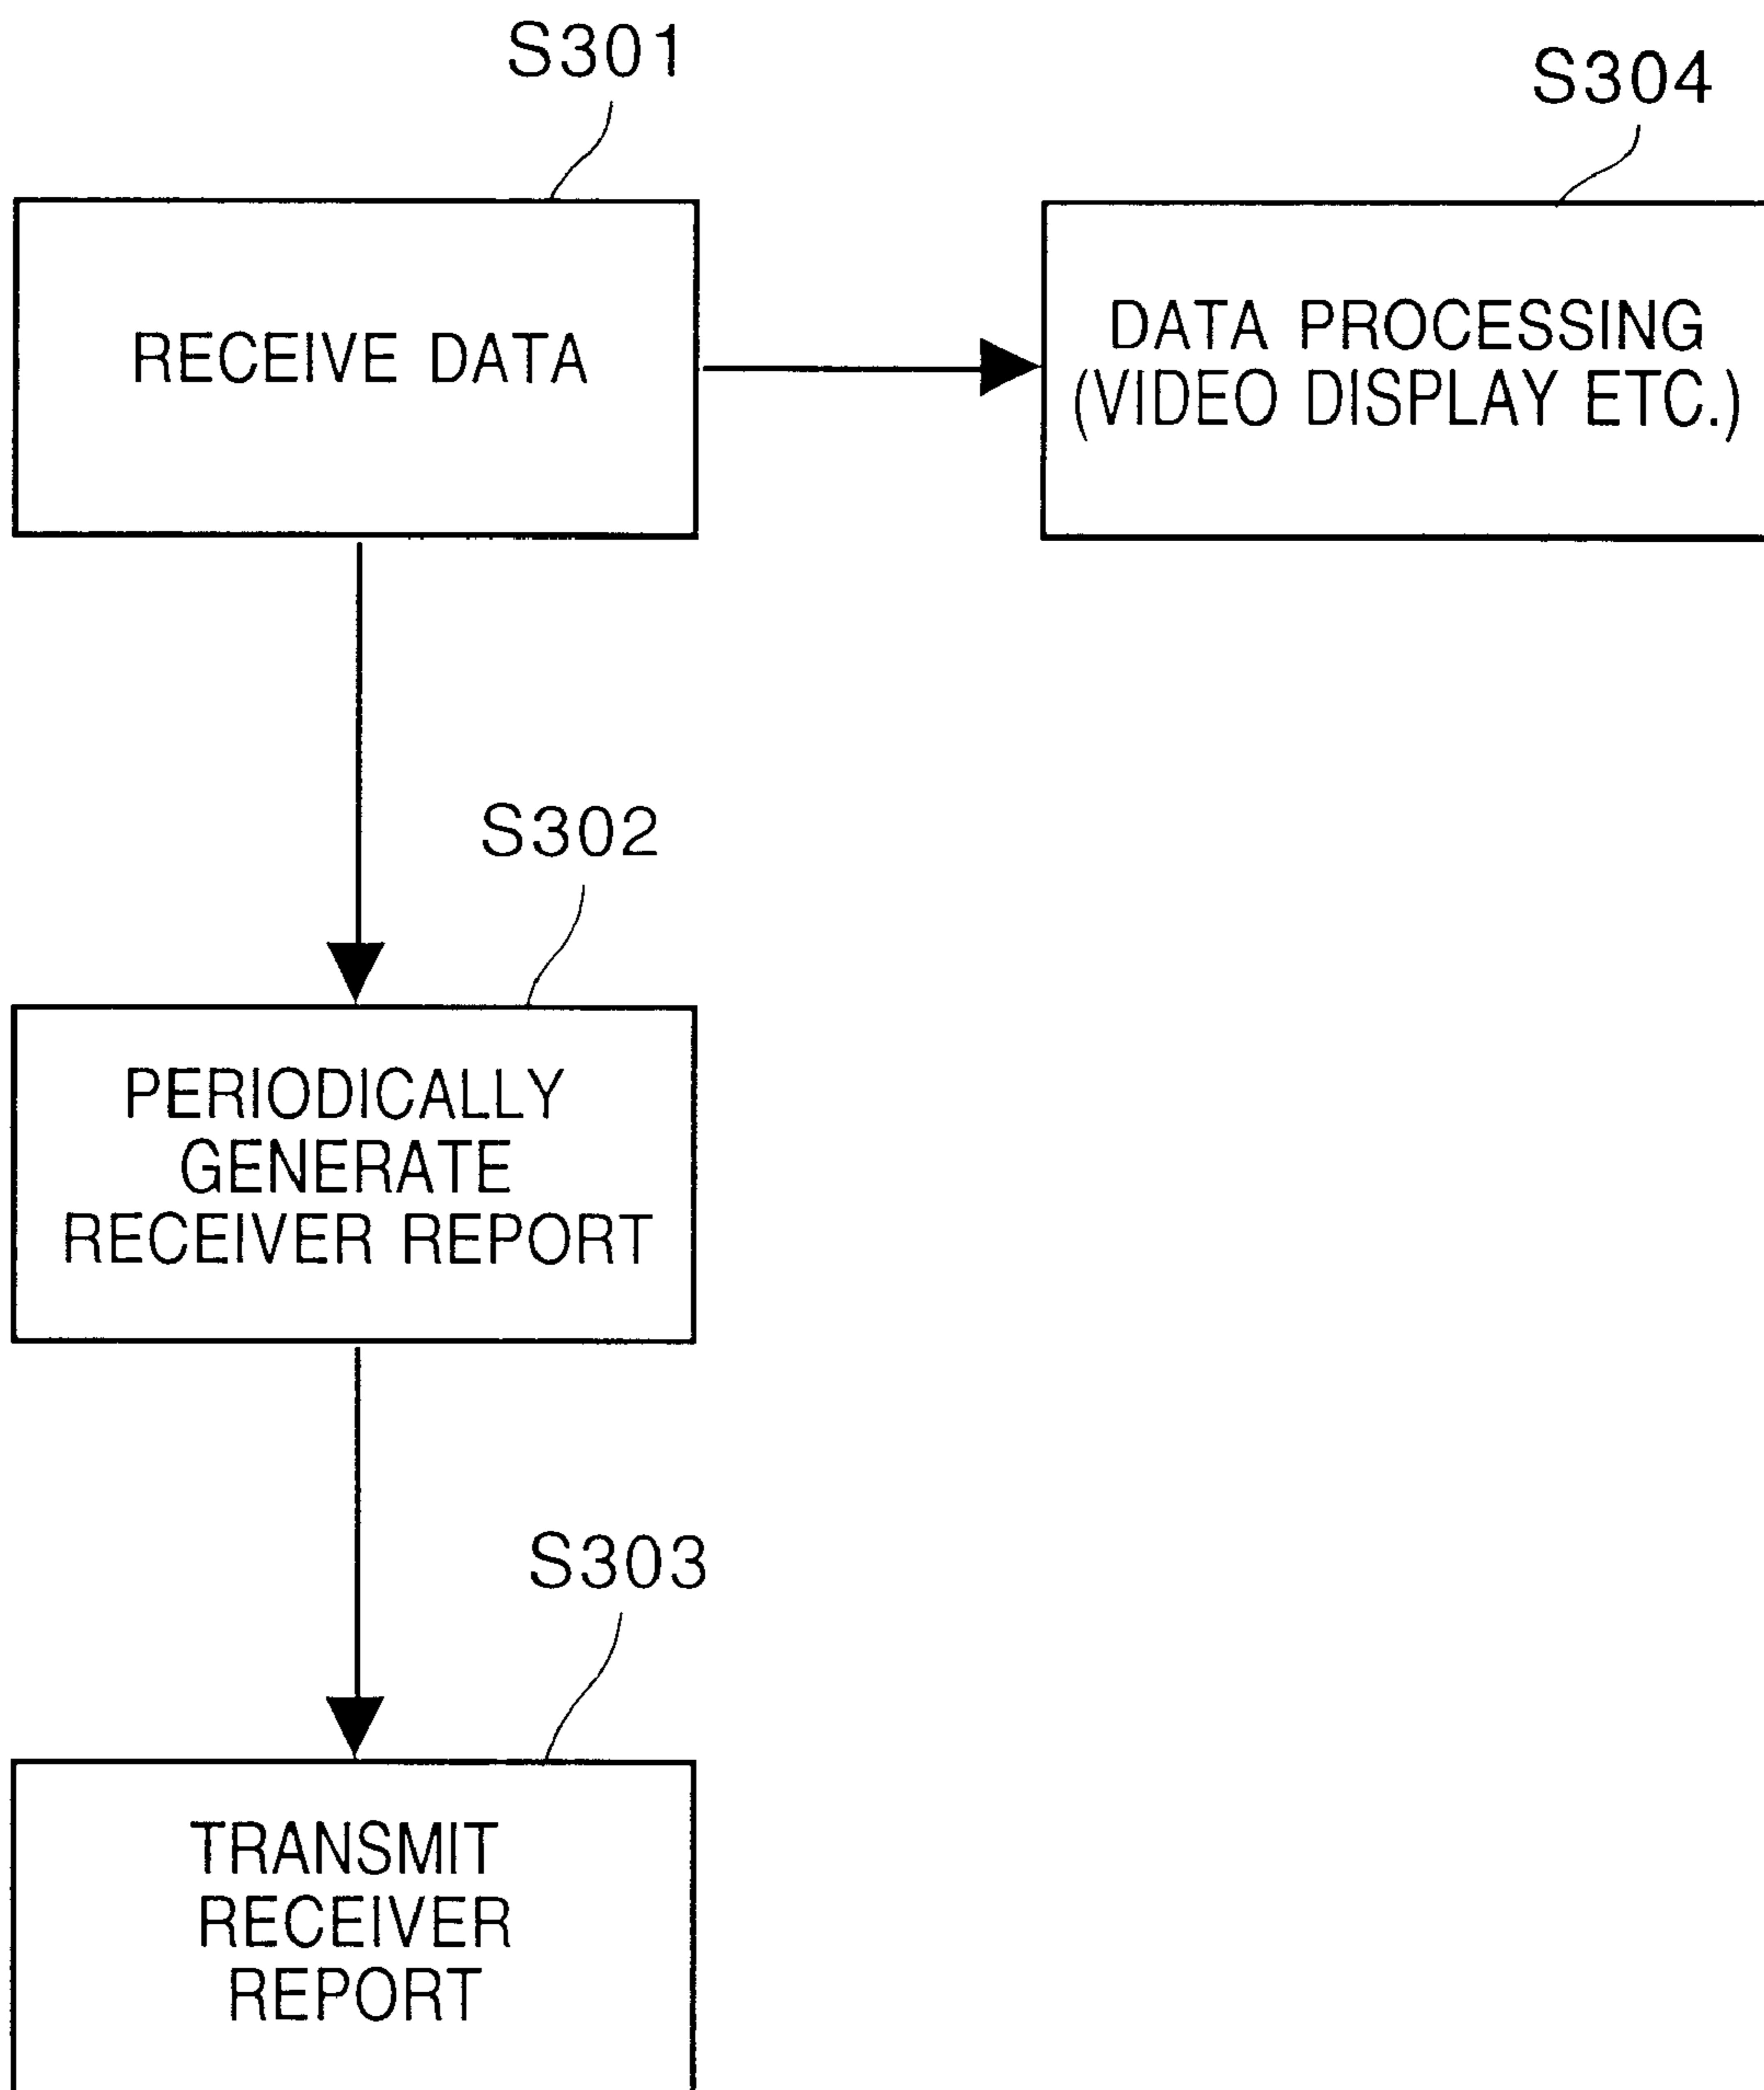 S301
RECEIVE DATA
S304
DATA PROCESSING
(VIDEO DISPLAY ETC.)
S302
PERIODICALLY
GENERATE
RECEIVER REPORT
S303
TRANSMIT
RECEIVER
REPORT